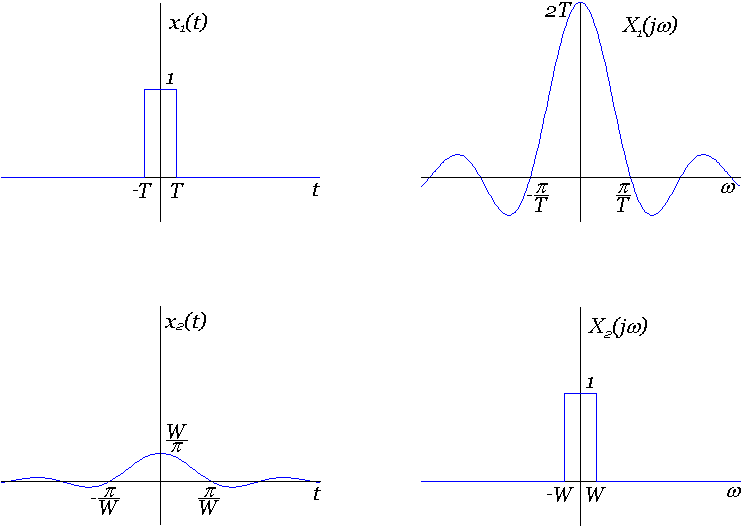 x₁(t)
1
-T T
t
2T
X₁(jω)
-π/T
π/T
ω
x₂(t)
W/π
-π/W
π/W
t
X₂(jω)
1
-W W
ω